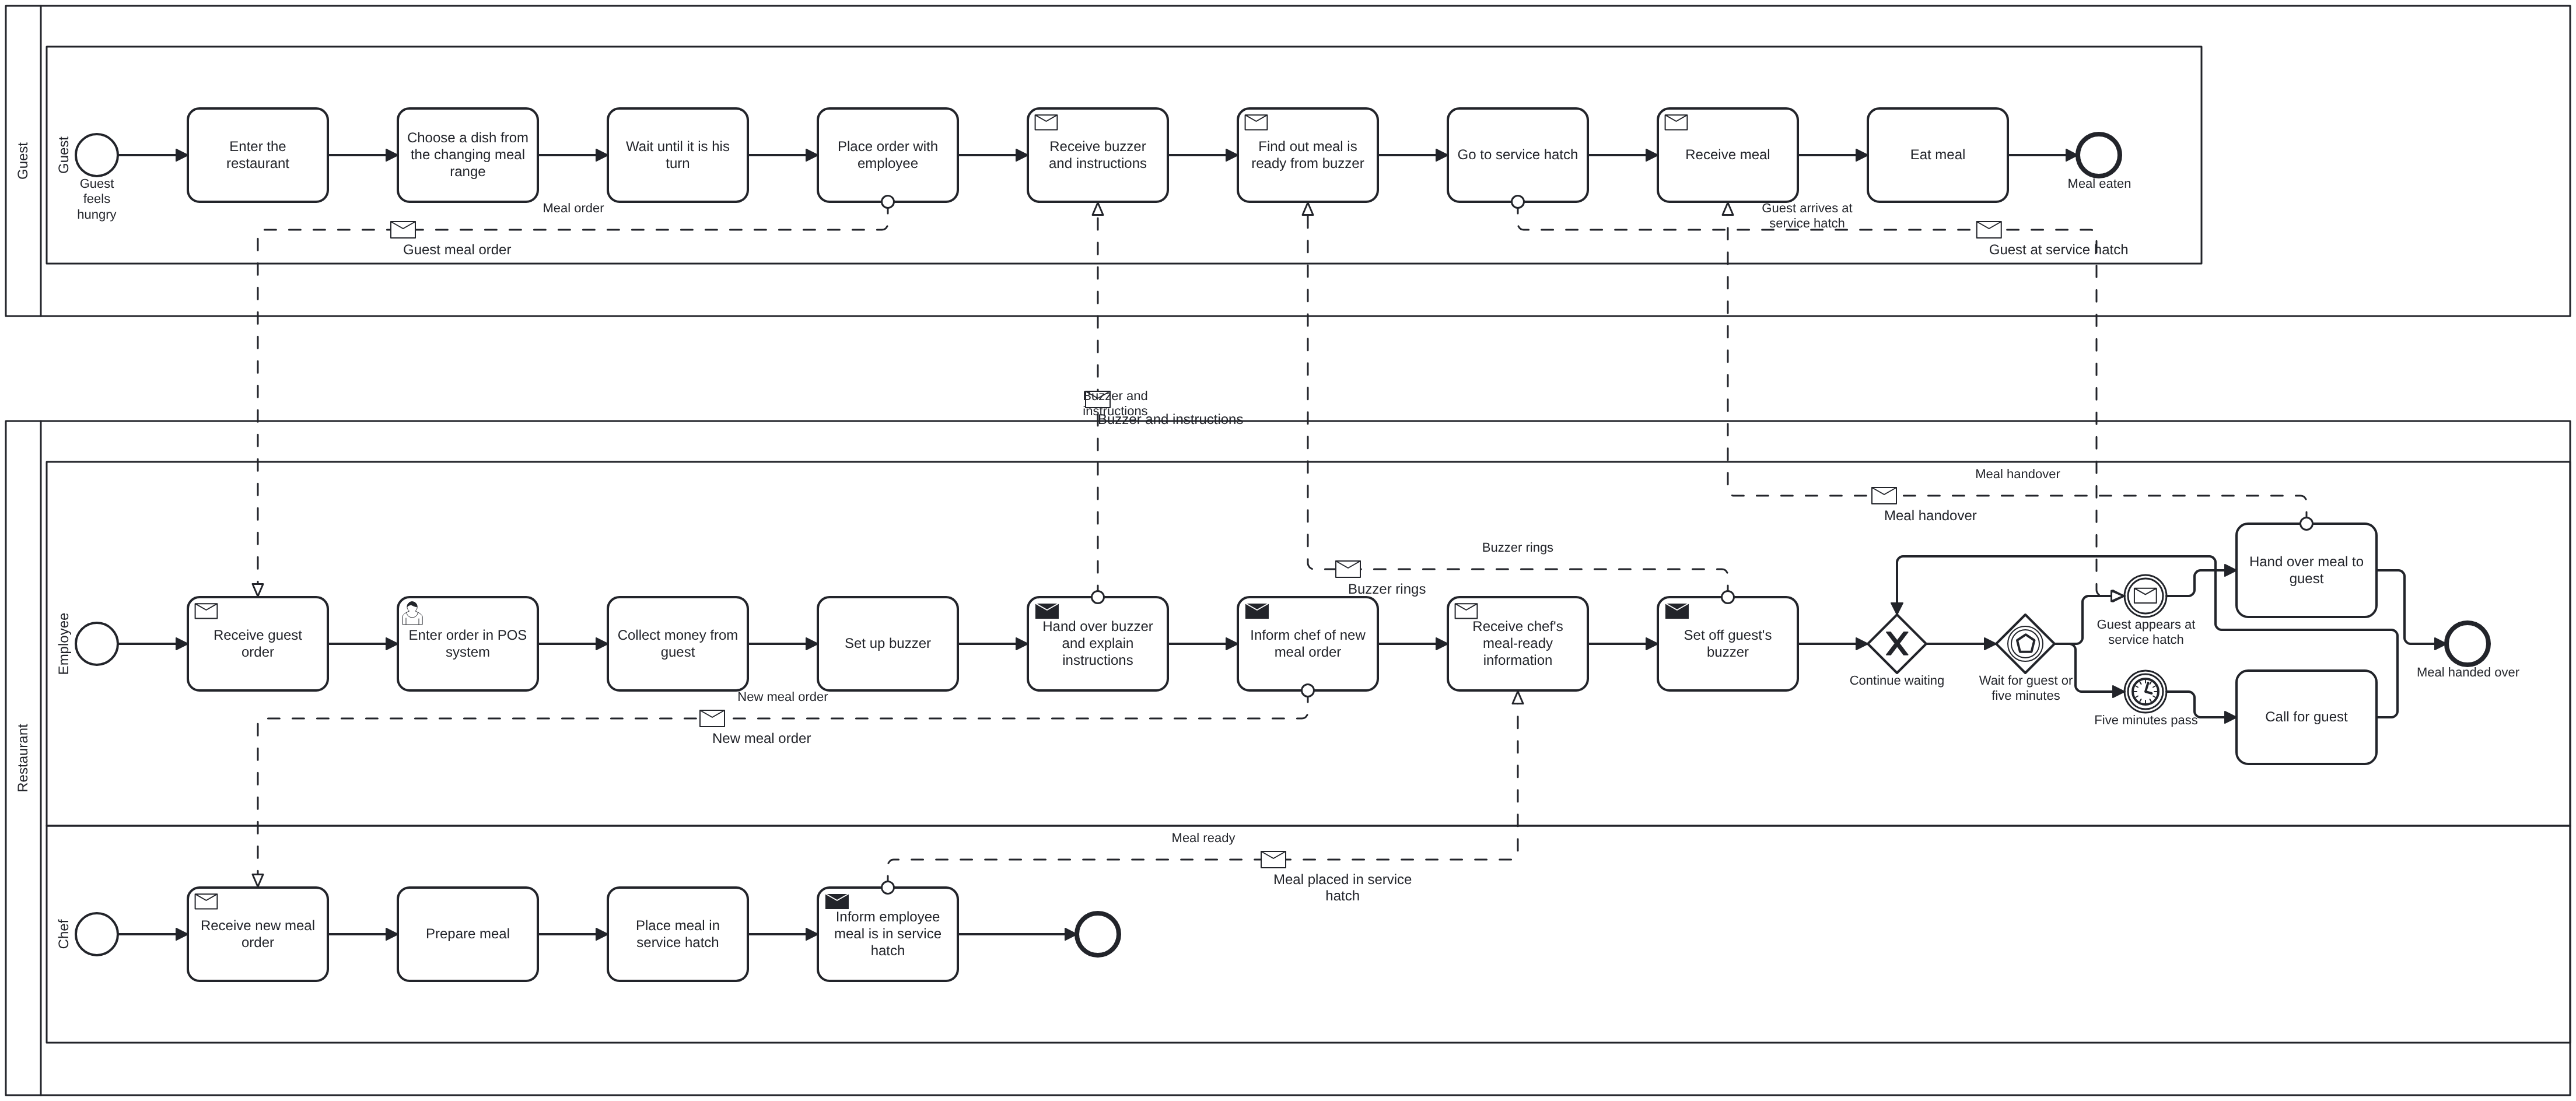 Guest
Guest
Guest
feels
hungry
Enter the
restaurant
Choose a dish from
the changing meal
range
Wait until it is his
turn
Place order with
employee
Receive buzzer
and instructions
Find out meal is
ready from buzzer
Go to service hatch
Receive meal
Eat meal
Meal eaten
Meal order
Guest meal order
Guest arrives at
service hatch
Guest at service hatch
Buzzer and
instructions
Buzzer and instructions
Meal handover
Meal handover
Buzzer rings
Buzzer rings
Restaurant
Employee
Receive guest
order
Enter order in POS
system
Collect money from
guest
Set up buzzer
Hand over buzzer
and explain
instructions
Inform chef of new
meal order
Receive chef's
meal-ready
information
Set off guest's
buzzer
Continue waiting
Wait for guest or
five minutes
Guest appears at
service hatch
Five minutes pass
Hand over meal to
guest
Call for guest
Meal handed over
New meal order
New meal order
Meal ready
Meal placed in service
hatch
Chef
Receive new meal
order
Prepare meal
Place meal in
service hatch
Inform employee
meal is in service
hatch